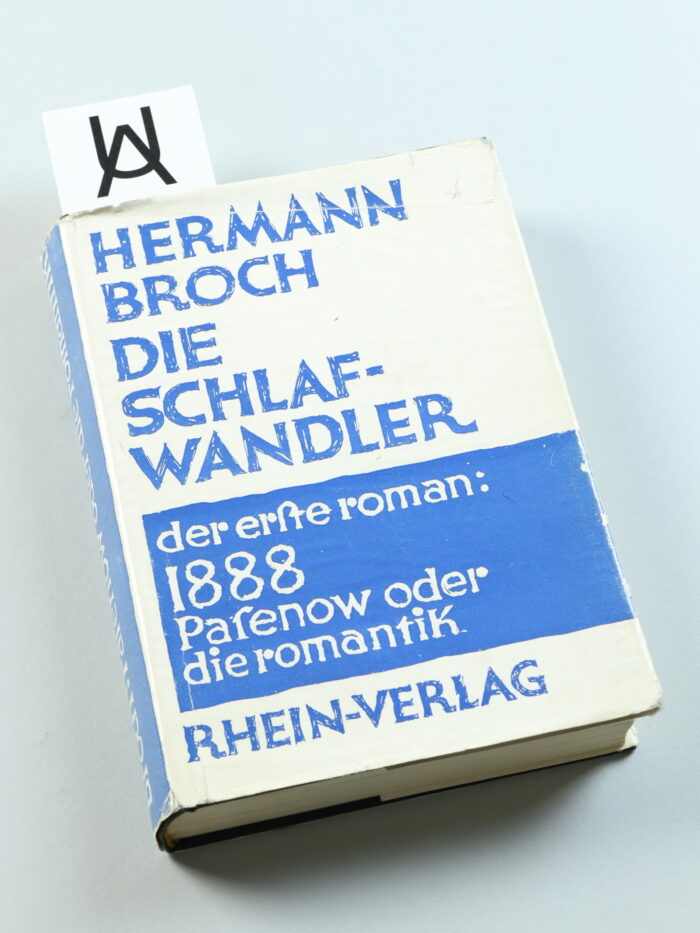 HERMANN
BROCH
DIE
SCHLAF-
WANDLER
der erſte roman:
1888
Paſenow oder
die romantik
RHEIN-VERLAG